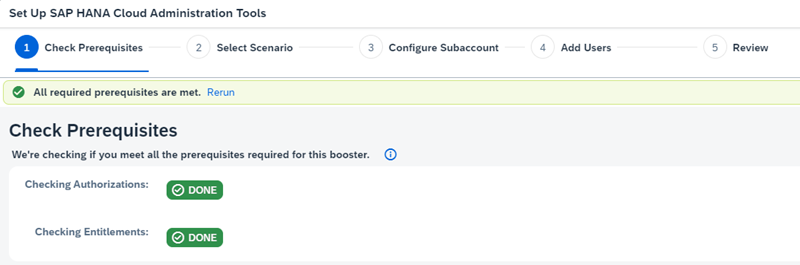 Set Up SAP HANA Cloud Administration Tools
1 Check Prerequisites 2 Select Scenario 3 Configure Subaccount 4 Add Users 5 Review
All required prerequisites are met. Rerun
Check Prerequisites
We're checking if you meet all the prerequisites required for this booster.
Checking Authorizations: DONE
Checking Entitlements: DONE